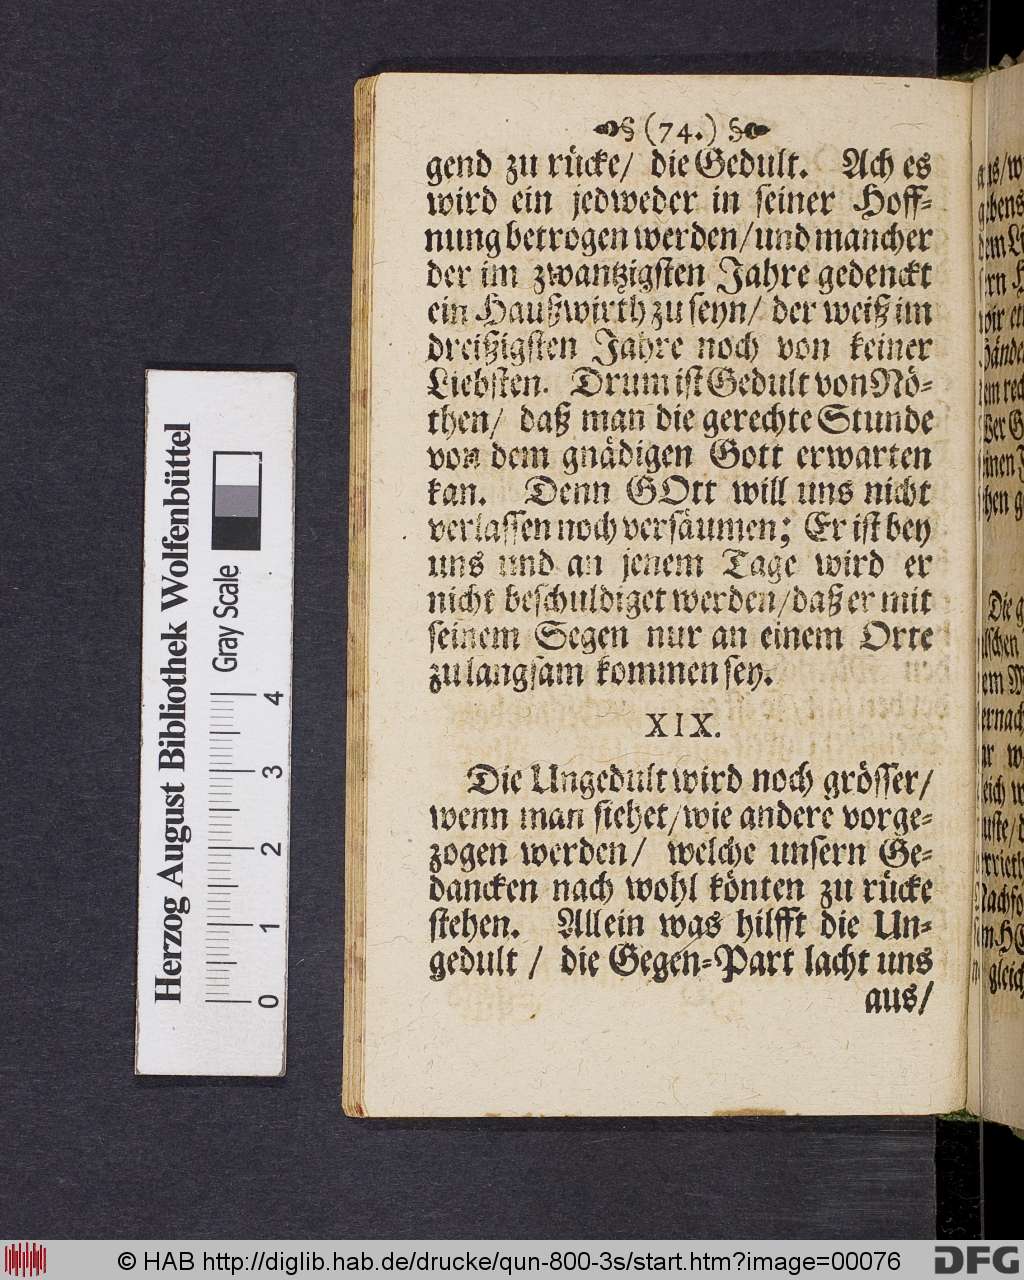 § (74.) §
gend zu rücke/ die Gedult. Ach es
wird ein jedweder in seiner Hoff-
nung betrogen werden/ und mancher
der im zwantzigsten Jahre gedenckt
ein Haußwirth zu seyn/ der weiß im
dreißigsten Jahre noch von keiner
Liebsten. Drum ist Gedult von Nö-
then/ daß man die gerechte Stunde
von dem gnädigen Gott erwarten
kan. Denn GOtt will uns nicht
verlassen noch versäumen; Er ist bey
uns und an jenem Tage wird er
nicht beschuldiget werden/ daß er mit
seinem Segen nur an einem Orte
zu langsam kommen sey.
XIX.
Die Ungedult wird noch grösser/
wenn man siehet/ wie andere vorge-
zogen werden/ welche unsern Ge-
dancken nach wohl könten zu rücke
stehen. Allein was hilfft die Un-
gedult / die Gegen-Part lacht uns
aus/
Herzog August Bibliothek Wolfenbüttel
Gray Scale
0 1 2 3 4
© HAB http://diglib.hab.de/drucke/qun-800-3s/start.htm?image=00076
DFG